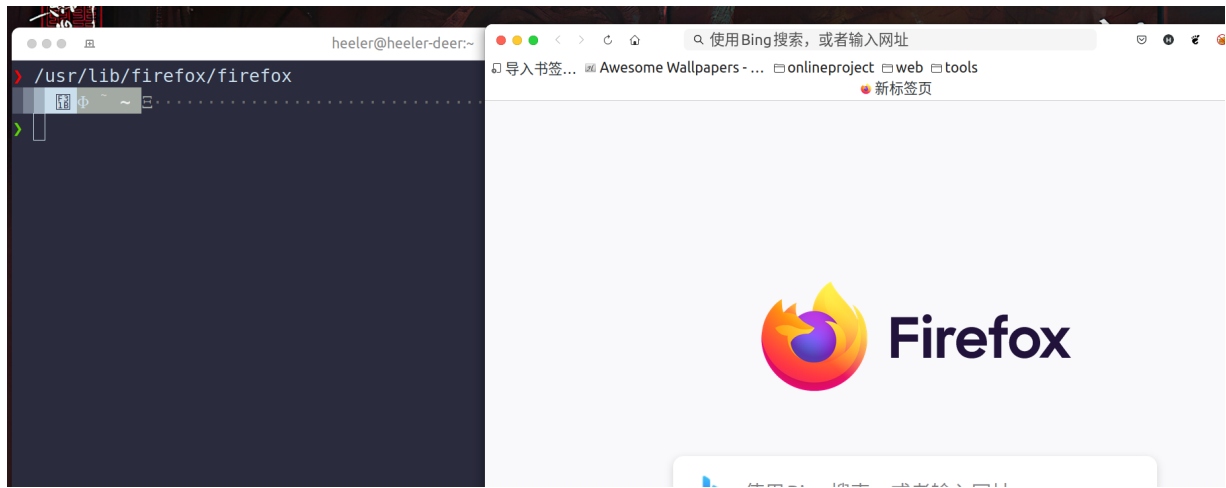 heeler@heeler-deer:~
❯ /usr/lib/firefox/firefox
Φ ~ ~ Ξ
❯
使用Bing搜索，或者输入网址
导入书签... Awesome Wallpapers - ... onlineproject web tools
新标签页
Firefox